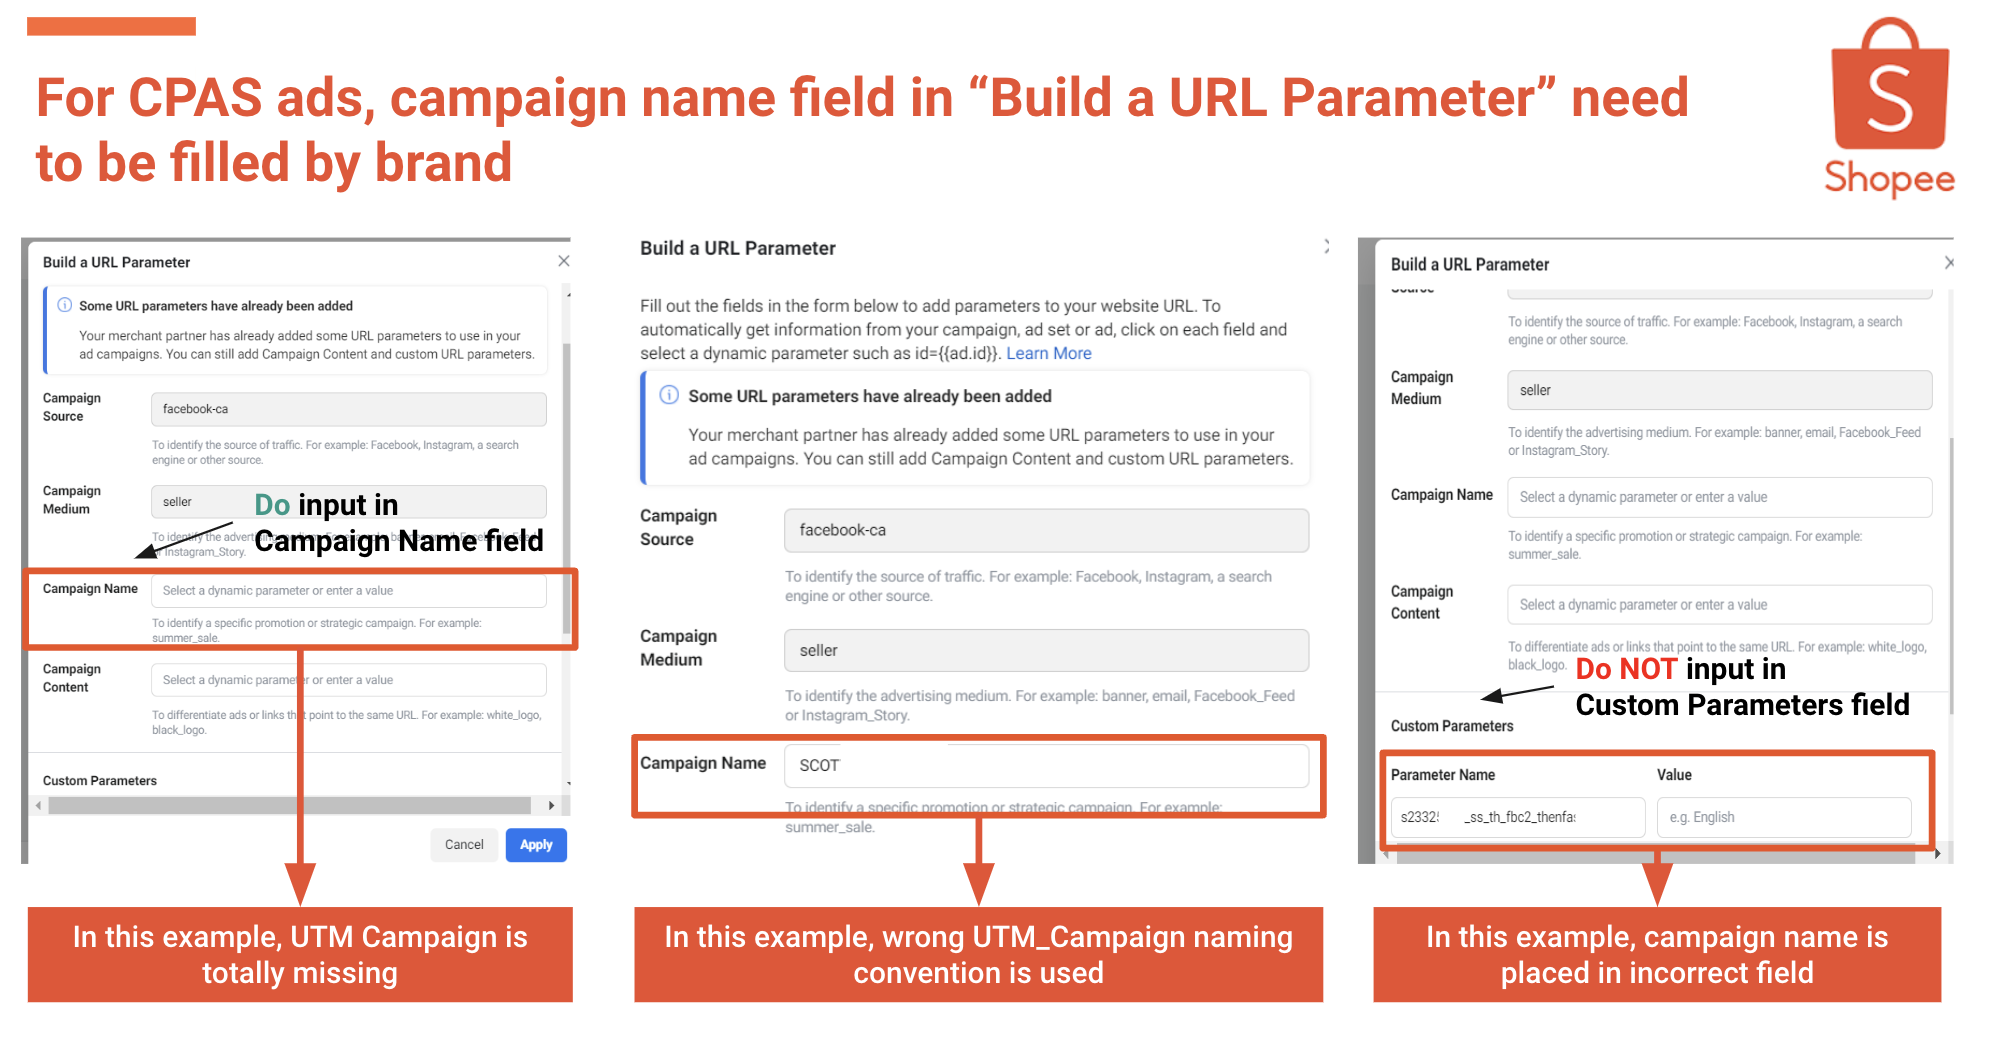 For CPAS ads, campaign name field in “Build a URL Parameter” need
to be filled by brand
Shopee
Build a URL Parameter
Some URL parameters have already been added
Your merchant partner has already added some URL parameters to use in your
ad campaigns. You can still add Campaign Content and custom URL parameters.
Campaign
Source
facebook-ca
To identify the source of traffic. For example: Facebook, Instagram, a search
engine or other source.
Campaign
Medium
seller
Do input in
Campaign Name field
To identify the advertising medium. For example: banner, email, Facebook_Feed
or Instagram_Story.
Campaign Name
Select a dynamic parameter or enter a value
To identify a specific promotion or strategic campaign. For example:
summer_sale.
Campaign
Content
Select a dynamic parameter or enter a value
To differentiate ads or links that point to the same URL. For example: white_logo,
black_logo.
Custom Parameters
Cancel
Apply
In this example, UTM Campaign is
totally missing
Build a URL Parameter
Fill out the fields in the form below to add parameters to your website URL. To
automatically get information from your campaign, ad set or ad, click on each field and
select a dynamic parameter such as id={{ad.id}}. Learn More
Some URL parameters have already been added
Your merchant partner has already added some URL parameters to use in your
ad campaigns. You can still add Campaign Content and custom URL parameters.
Campaign
Source
facebook-ca
To identify the source of traffic. For example: Facebook, Instagram, a search
engine or other source.
Campaign
Medium
seller
To identify the advertising medium. For example: banner, email, Facebook_Feed
or Instagram_Story.
Campaign Name
SCOT
To identify a specific promotion or strategic campaign. For example:
summer_sale.
In this example, wrong UTM_Campaign naming
convention is used
Build a URL Parameter
Source
To identify the source of traffic. For example: Facebook, Instagram, a search
engine or other source.
Campaign
Medium
seller
To identify the advertising medium. For example: banner, email, Facebook_Feed
or Instagram_Story.
Campaign Name
Select a dynamic parameter or enter a value
To identify a specific promotion or strategic campaign. For example:
summer_sale.
Campaign
Content
Select a dynamic parameter or enter a value
To differentiate ads or links that point to the same URL. For example: white_logo,
black_logo.
Do NOT input in
Custom Parameters field
Custom Parameters
Parameter Name
Value
_ss_th_fbc2_thenfa
e.g. English
In this example, campaign name is
placed in incorrect field